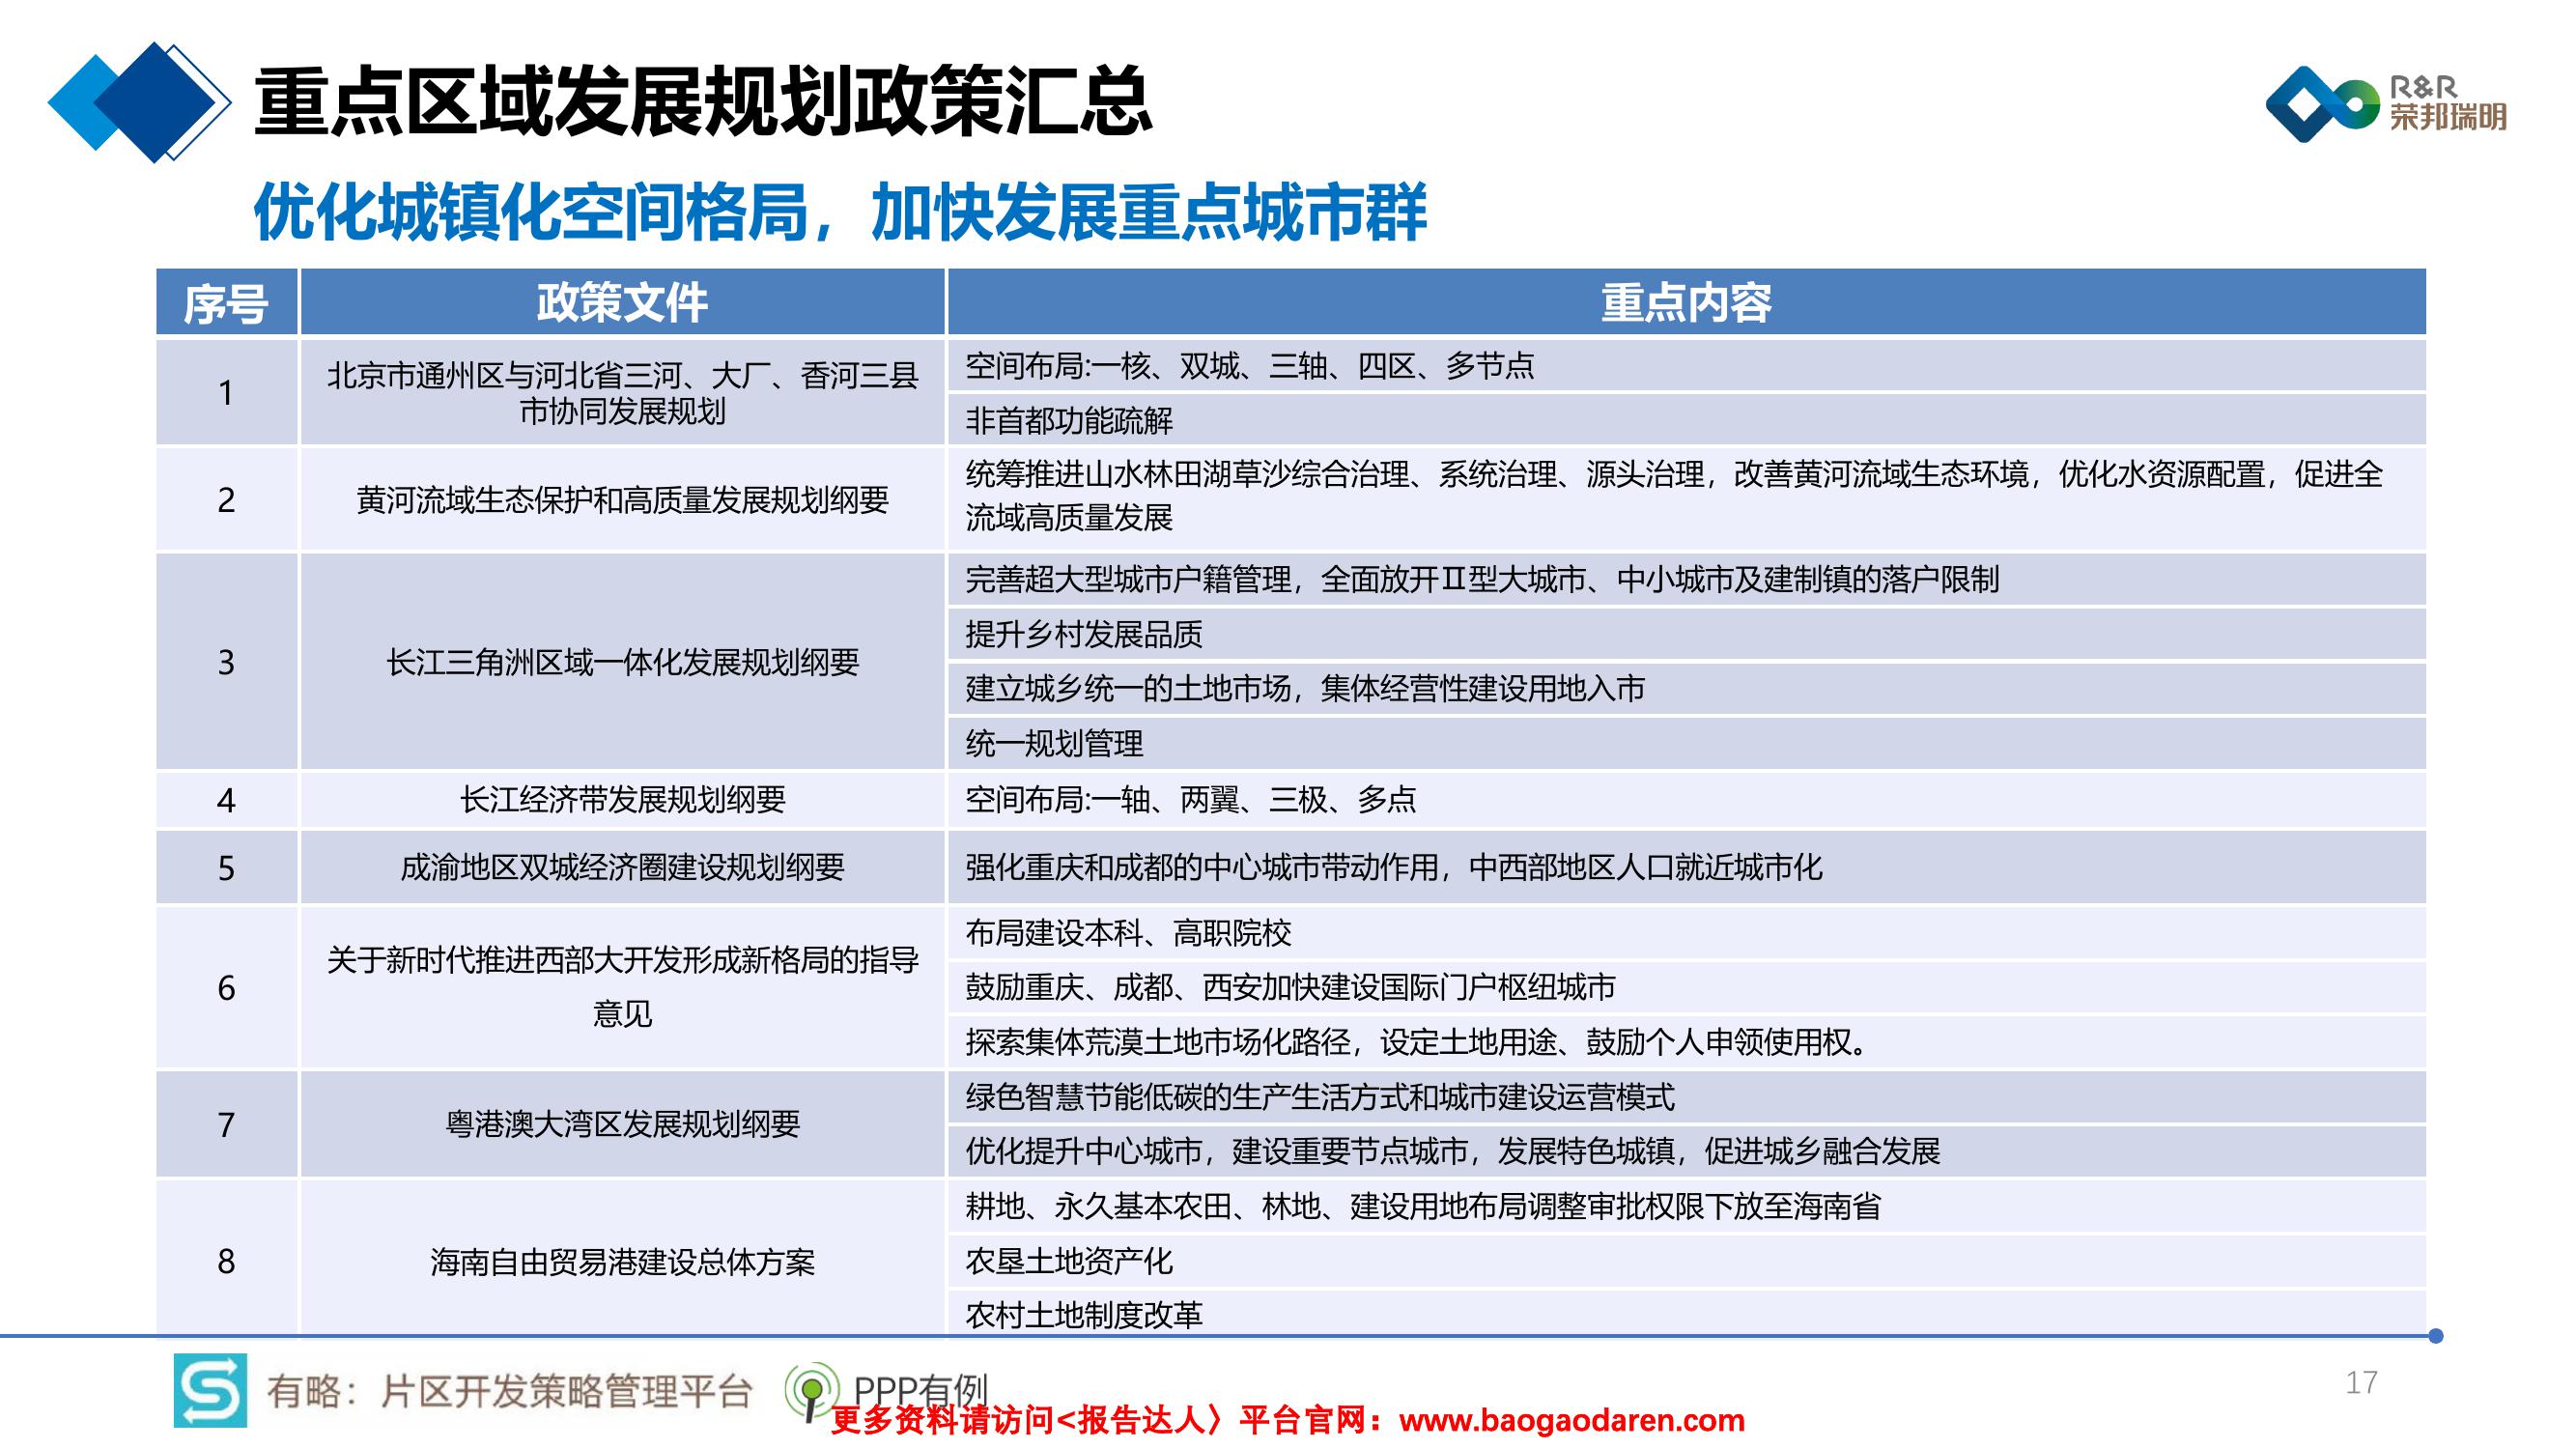 重点区域发展规划政策汇总
R&R
荣邦瑞明
优化城镇化空间格局，加快发展重点城市群
序号 政策文件 重点内容
1
北京市通州区与河北省三河、大厂、香河三县
市协同发展规划
空间布局:一核、双城、三轴、四区、多节点
非首都功能疏解
2
黄河流域生态保护和高质量发展规划纲要
统筹推进山水林田湖草沙综合治理、系统治理、源头治理，改善黄河流域生态环境，优化水资源配置，促进全
流域高质量发展
3
长江三角洲区域一体化发展规划纲要
完善超大型城市户籍管理，全面放开Ⅱ型大城市、中小城市及建制镇的落户限制
提升乡村发展品质
建立城乡统一的土地市场，集体经营性建设用地入市
统一规划管理
4
长江经济带发展规划纲要
空间布局:一轴、两翼、三极、多点
5
成渝地区双城经济圈建设规划纲要
强化重庆和成都的中心城市带动作用，中西部地区人口就近城市化
6
关于新时代推进西部大开发形成新格局的指导
意见
布局建设本科、高职院校
鼓励重庆、成都、西安加快建设国际门户枢纽城市
探索集体荒漠土地市场化路径，设定土地用途、鼓励个人申领使用权。
7
粤港澳大湾区发展规划纲要
绿色智慧节能低碳的生产生活方式和城市建设运营模式
优化提升中心城市，建设重要节点城市，发展特色城镇，促进城乡融合发展
8
海南自由贸易港建设总体方案
耕地、永久基本农田、林地、建设用地布局调整审批权限下放至海南省
农垦土地资产化
农村土地制度改革
有略：片区开发策略管理平台
PPP有例
17
更多资料请访问<报告达人〉平台官网：www.baogaodaren.com